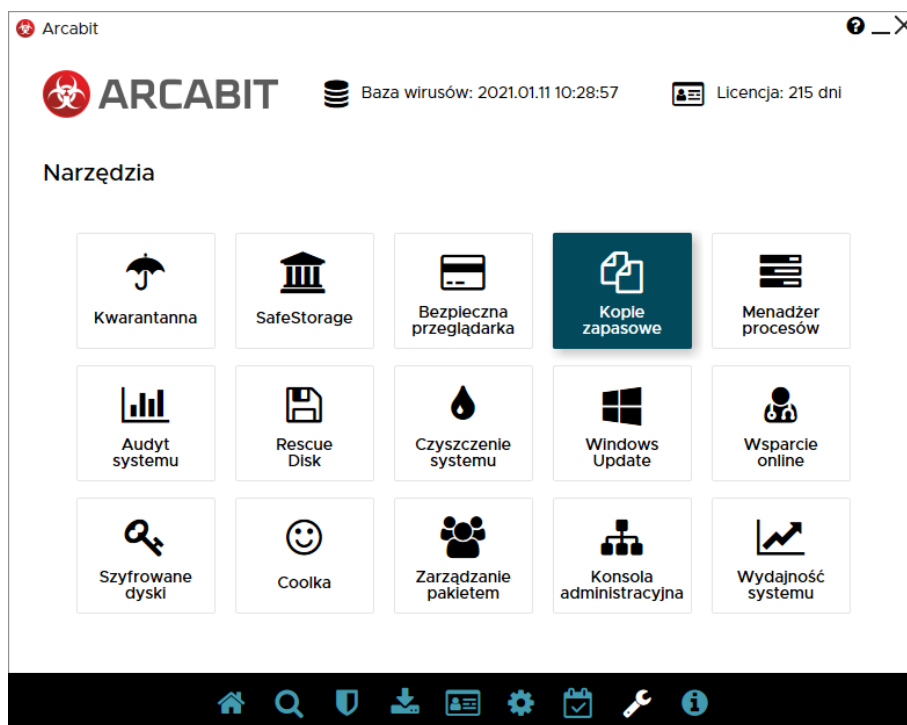 Arcabit
ARCABIT
Baza wirusów: 2021.01.11 10:28:57
Licencja: 215 dni
Narzędzia
Kwarantanna
SafeStorage
Bezpieczna
przeglądarka
Kopie
zapasowe
Menadżer
procesów
Audyt
systemu
Rescue
Disk
Czyszczenie
systemu
Windows
Update
Wsparcie
online
Szyfrowane
dyski
Coolka
Zarządzanie
pakietem
Konsola
administracyjna
Wydajność
systemu